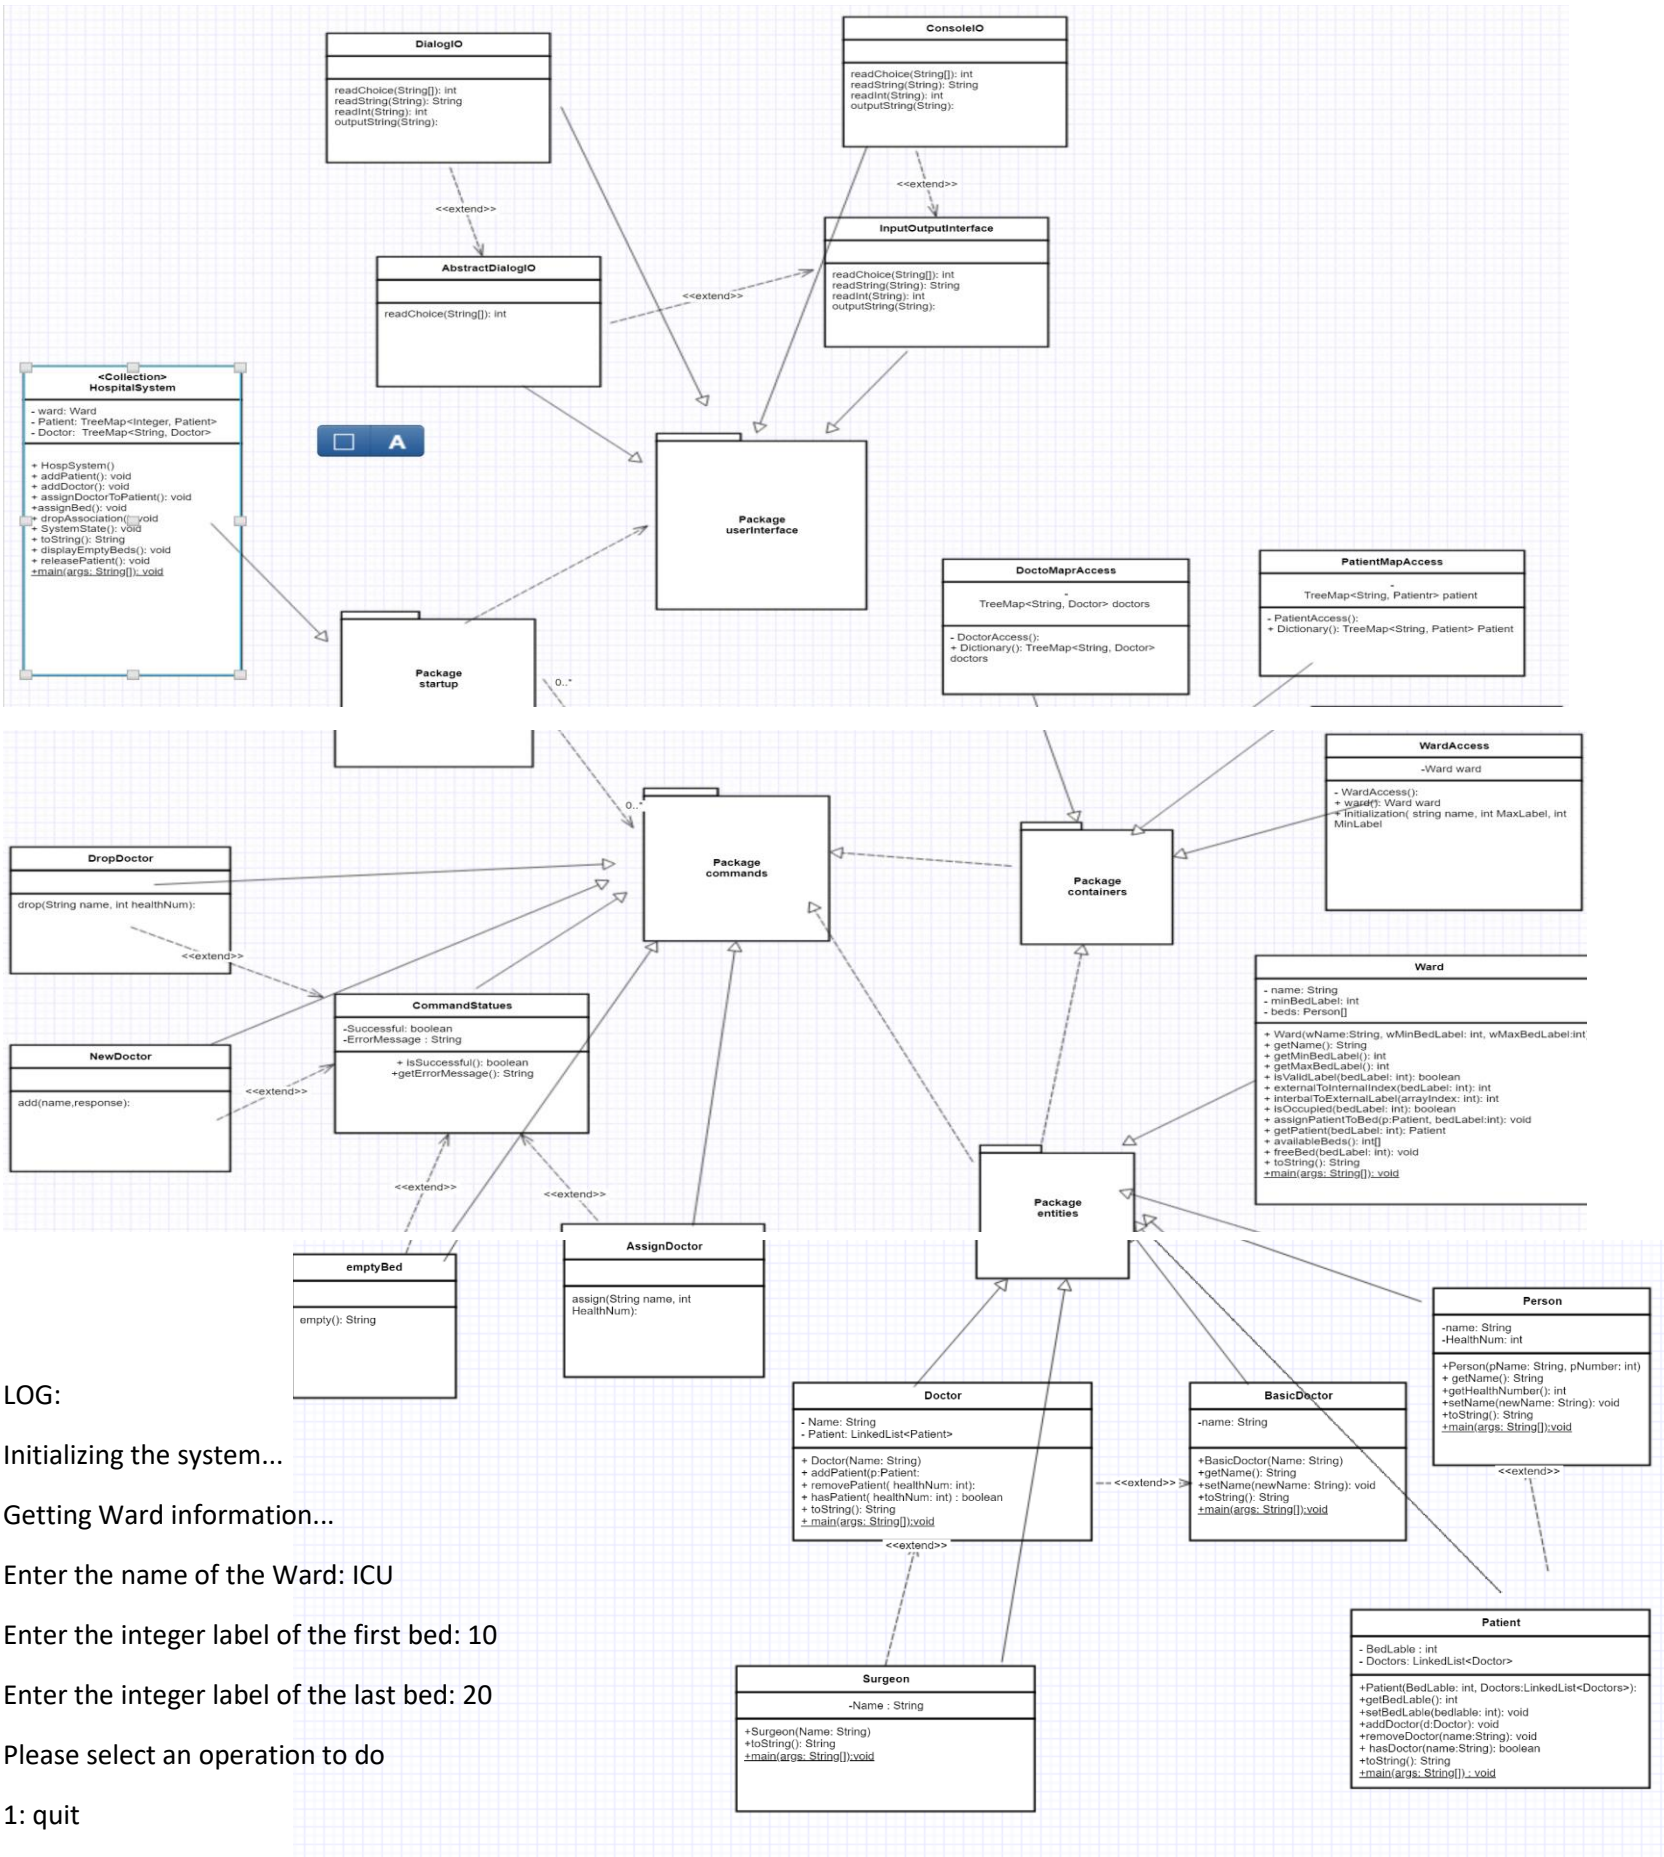 DialogIO
readChoice(String[]): int
readString(String): String
readInt(String): int
outputString(String):
ConsoleIO
readChoice(String[]): int
readString(String): String
readInt(String): int
outputString(String):
<<extend>>
<<extend>>
InputOutputInterface
readChoice(String[]): int
readString(String): String
readInt(String): int
outputString(String):
AbstractDialogIO
readChoice(String[]): int
<<extend>>
<Collection>
HospitalSystem
- ward: Ward
- Patient: TreeMap<Integer, Patient>
- Doctor: TreeMap<String, Doctor>
+ HospSystem()
+ addPatient(): void
+ addDoctor(): void
+ assignDoctorToPatient(): void
+assignBed(): void
+ dropAssociation(): void
+ SystemState(): void
+ toString(): String
+ displayEmptyBeds(): void
+ releasePatient(): void
+main(args: String[]): void
A
Package
userInterface
Package
startup
0..*
DoctoMaprAccess
-
TreeMap<String, Doctor> doctors
- DoctorAccess():
+ Dictionary(): TreeMap<String, Doctor>
doctors
PatientMapAccess
-
TreeMap<String, Patientr> patient
- PatientAccess():
+ Dictionary(): TreeMap<String, Patient> Patient
WardAccess
-Ward ward
- WardAccess():
+ ward(): Ward ward
+ initialization( string name, int MaxLabel, int
MinLabel
0..*
Package
commands
Package
containers
DropDoctor
drop(String name, int healthNum):
<<extend>>
CommandStatues
-Successful: boolean
-ErrorMessage : String
+ isSuccessful(): boolean
+getErrorMessage(): String
NewDoctor
add(name,response):
<<extend>>
<<extend>>
<<extend>>
Ward
- name: String
- minBedLabel: int
- beds: Person[]
+ Ward(wName:String, wMinBedLabel: int, wMaxBedLabel:int)
+ getName(): String
+ getMinBedLabel(): int
+ getMaxBedLabel(): int
+ isValidLabel(bedLabel: int): boolean
+ externalToInternalIndex(bedLabel: int): int
+ interbalToExternalLabel(arrayIndex: int): int
+ isOccupied(bedLabel: int): boolean
+ assignPatientToBed(p:Patient, bedLabel:int): void
+ getPatient(bedLabel: int): Patient
+ availableBeds(): int[]
+ freeBed(bedLabel: int): void
+ toString(): String
+main(args: String[]): void
Package
entities
emptyBed
empty(): String
AssignDoctor
assign(String name, int
HealthNum):
Person
-name: String
-HealthNum: int
+Person(pName: String, pNumber: int)
+ getName(): String
+getHealthNumber(): int
+setName(newName: String): void
+toString(): String
+main(args: String[]):void
<<extend>>
Doctor
- Name: String
- Patient: LinkedList<Patient>
+ Doctor(Name: String)
+ addPatient(p:Patient:
+ removePatient( healthNum: int):
+ hasPatient( healthNum: int) : boolean
+ toString(): String
+ main(args: String[]):void
<<extend>>
<<extend>>
BasicDoctor
-name: String
+BasicDoctor(Name: String)
+getName(): String
+setName(newName: String): void
+toString(): String
+main(args: String[]):void
Surgeon
-Name : String
+Surgeon(Name: String)
+toString(): String
+main(args: String[]):void
Patient
- BedLable : int
- Doctors: LinkedList<Doctor>
+Patient(BedLable: int, Doctors:LinkedList<Doctors>):
+getBedLable(): int
+setBedLable(bedlable: int): void
+addDoctor(d:Doctor): void
+removeDoctor(name:String): void
+ hasDoctor(name:String): boolean
+toString(): String
+main(args: String[]) : void
LOG:
Initializing the system...
Getting Ward information...
Enter the name of the Ward: ICU
Enter the integer label of the first bed: 10
Enter the integer label of the last bed: 20
Please select an operation to do
1: quit